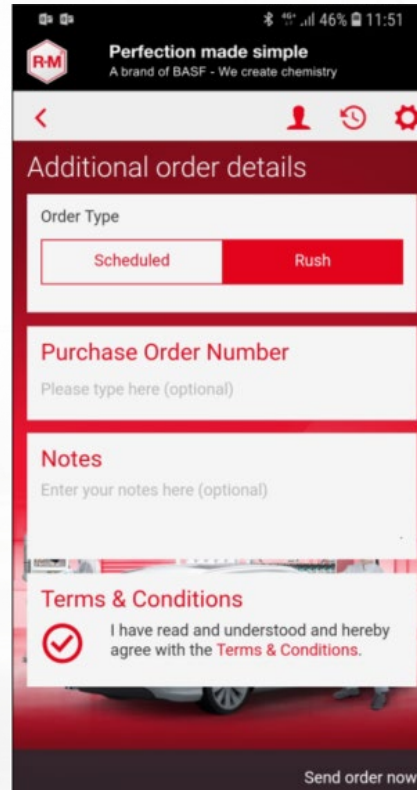 46% 11:51
R-M
Perfection made simple
A brand of BASF - We create chemistry
Additional order details
Order Type
Scheduled
Rush
Purchase Order Number
Please type here (optional)
Notes
Enter your notes here (optional)
Terms & Conditions
I have read and understood and hereby
agree with the Terms & Conditions.
Send order now